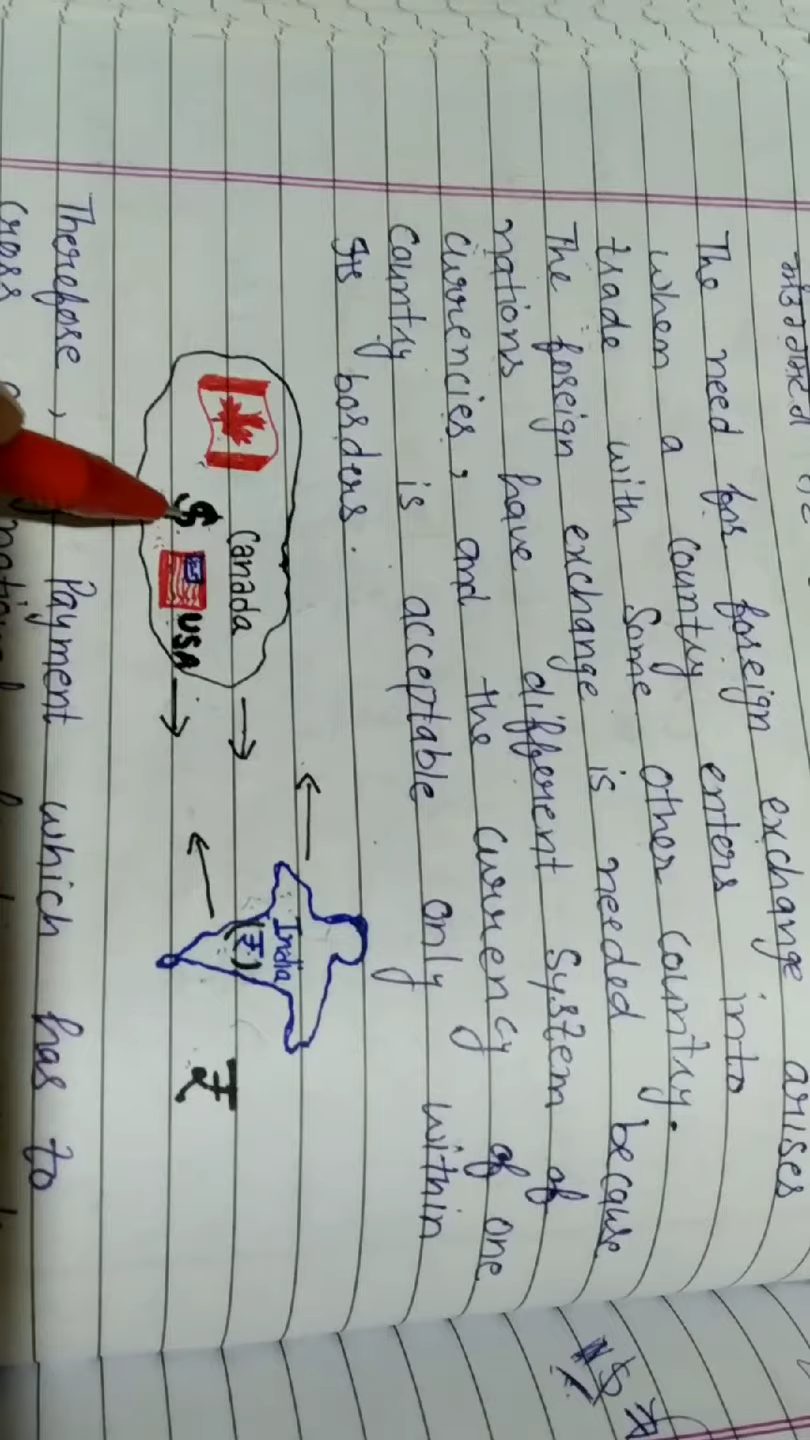 The need for foreign exchange arises
when a country enters into
trade with some other country.
The foreign exchange is needed because
nations have different system of
currencies, and the currency of one
country is acceptable only within
its borders.
Canada
$ USA
India
(₹)
₹
Therefore, Payment which has to
cross
$
₹